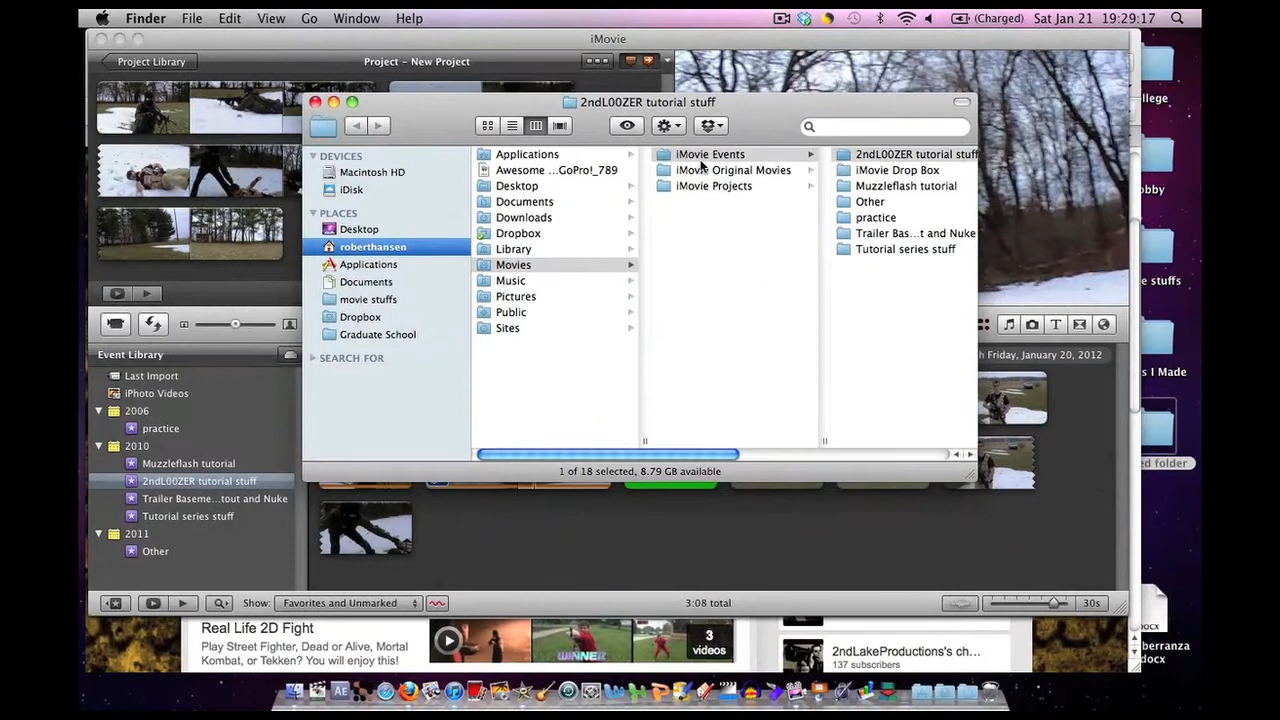 Finder File Edit View Go Window Help (Charged) Sat Jan 21 19:29:17
iMovie
Project Library Project - New Project
2ndL00ZER tutorial stuff
DEVICES
Macintosh HD
iDisk
PLACES
Desktop
roberthansen
Applications
Documents
movie stuffs
Dropbox
Graduate School
SEARCH FOR
Applications
Awesome ...GoPro!_789
Desktop
Documents
Downloads
Dropbox
Library
Movies
Music
Pictures
Public
Sites
iMovie Events
iMovie Original Movies
iMovie Projects
2ndL00ZER tutorial stuff
iMovie Drop Box
Muzzleflash tutorial
Other
practice
Trailer Bas...t and Nuke
Tutorial series stuff
1 of 18 selected, 8.79 GB available
llege
obby
e stuffs
s I Made
ed folder
berranza
docx
DOCX
Event Library
h Friday, January 20, 2012
Last Import
iPhoto Videos
2006
practice
2010
Muzzleflash tutorial
2ndL00ZER tutorial stuff
Trailer Baseme...tout and Nuke
Tutorial series stuff
2011
Other
Show: Favorites and Unmarked 3:08 total 30s
Real Life 2D Fight
Play Street Fighter, Dead or Alive, Mortal
Kombat, or Tekken? You will enjoy this!
WINNER
3
videos
2ndLakeProductions's ch...
137 subscribers
AE